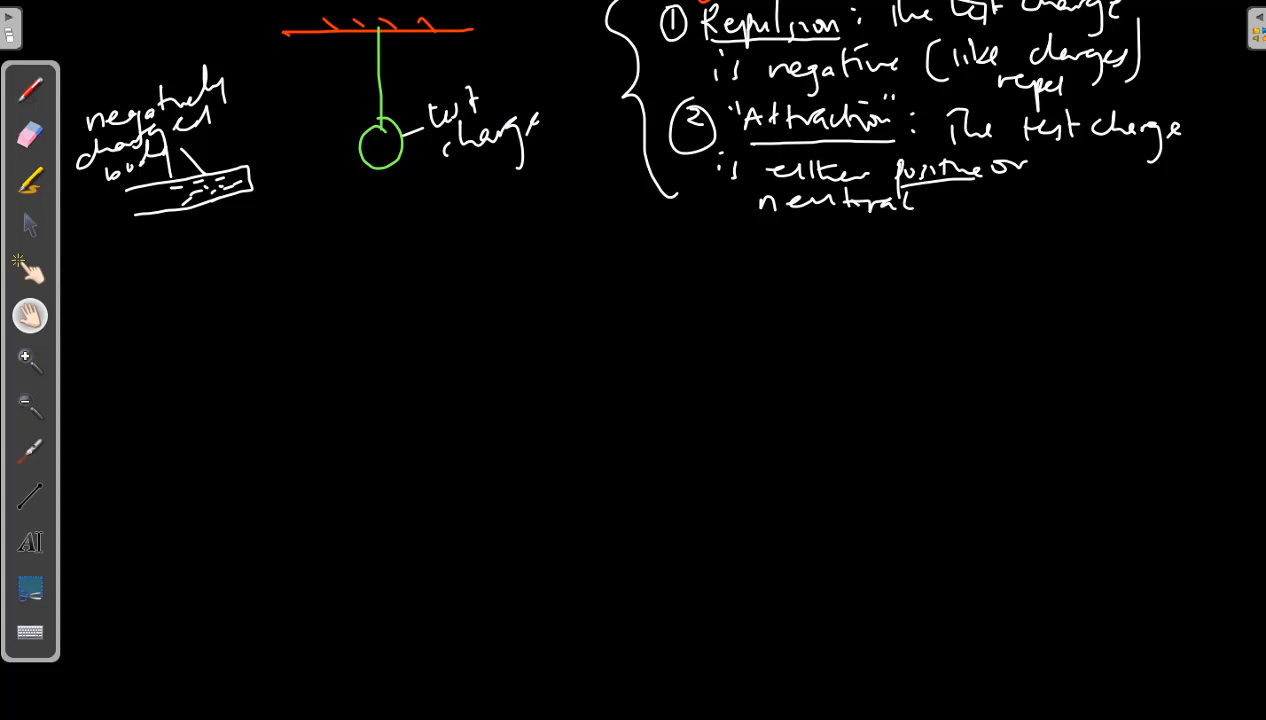 negatively
charged
body
test
charge
① Repulsion : The test charge
is negative (like charges)
repel
② "Attraction" : The test charge
is either positive or
neutral
AI